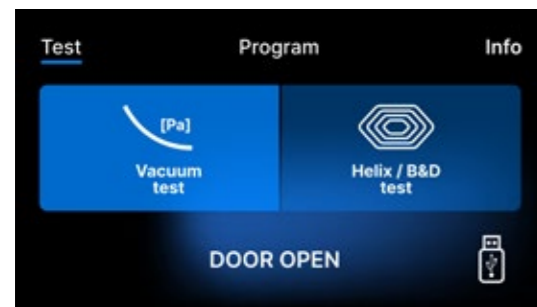 Test Program Info
[Pa]
Vacuum
test
Helix / B&D
test
DOOR OPEN